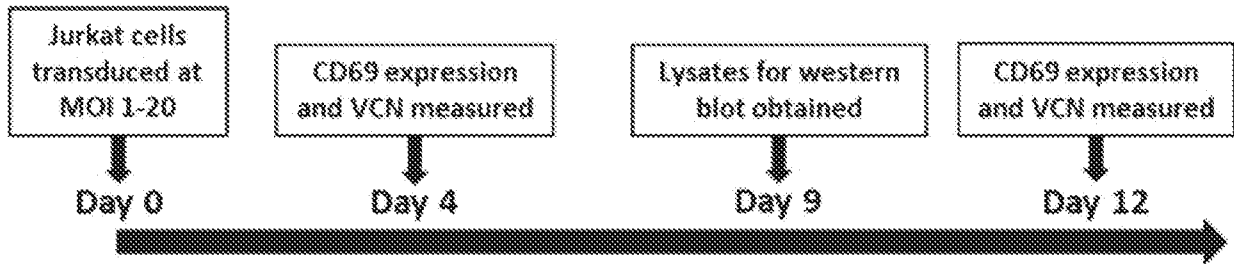 Jurkat cells
transduced at
MOI 1-20
CD69 expression
and VCN measured
Lysates for western
blot obtained
CD69 expression
and VCN measured
Day 0
Day 4
Day 9
Day 12